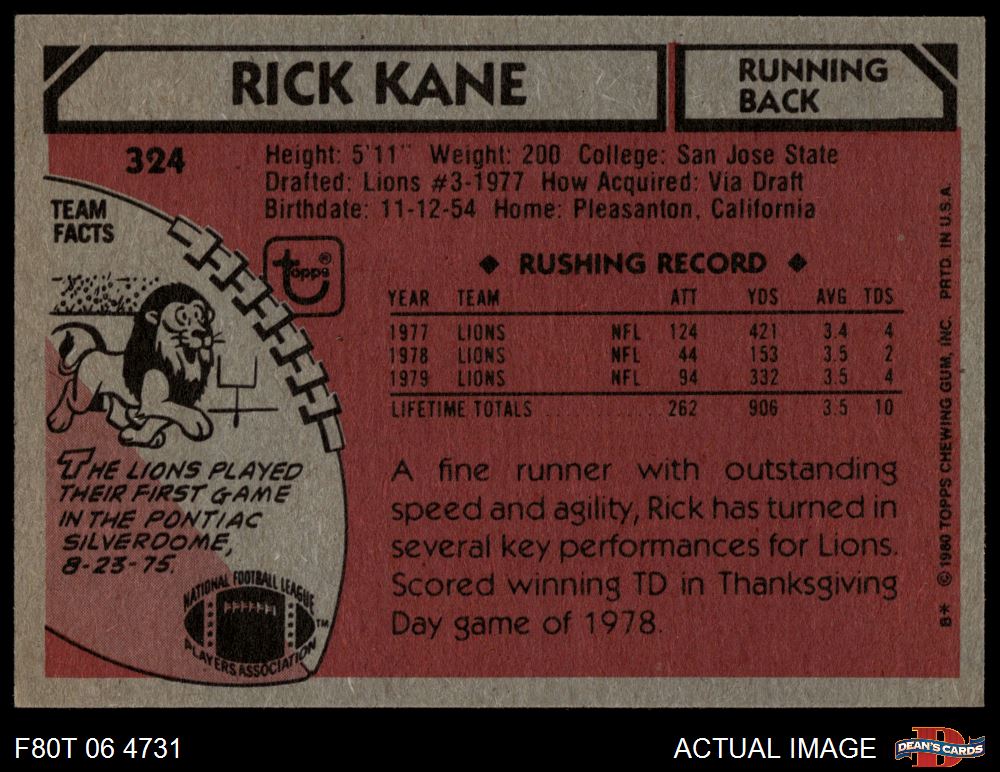 RICK KANE
RUNNING
BACK
324
Height: 5'11" Weight: 200 College: San Jose State
Drafted: Lions #3-1977 How Acquired: Via Draft
Birthdate: 11-12-54 Home: Pleasanton, California
TEAM
FACTS
topps®
◆ RUSHING RECORD ◆
YEAR TEAM ATT YDS AVG TDS
1977 LIONS NFL 124 421 3.4 4
1978 LIONS NFL 44 153 3.5 2
1979 LIONS NFL 94 332 3.5 4
LIFETIME TOTALS 262 906 3.5 10
THE LIONS PLAYED
THEIR FIRST GAME
IN THE PONTIAC
SILVERDOME,
8-23-75.
NATIONAL FOOTBALL LEAGUE
PLAYERS ASSOCIATION
TM
A fine runner with outstanding
speed and agility, Rick has turned in
several key performances for Lions.
Scored winning TD in Thanksgiving
Day game of 1978.
8* © 1980 TOPPS CHEWING GUM, INC. PRTD. IN U.S.A.
F80T 06 4731
ACTUAL IMAGE
D
DEAN'S CARDS